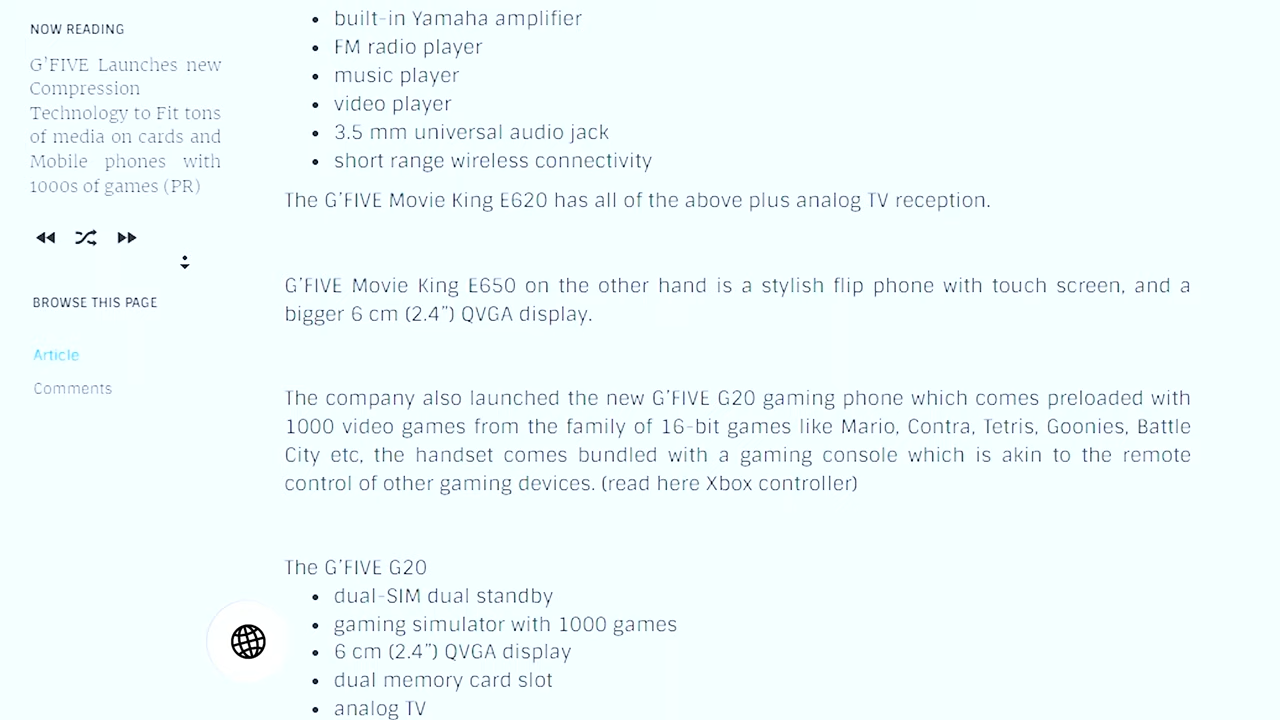 NOW READING
G'FIVE Launches new
Compression
Technology to Fit tons
of media on cards and
Mobile phones with
1000s of games (PR)
BROWSE THIS PAGE
Article
Comments
built-in Yamaha amplifier
FM radio player
music player
video player
3.5 mm universal audio jack
short range wireless connectivity
The G'FIVE Movie King E620 has all of the above plus analog TV reception.
G'FIVE Movie King E650 on the other hand is a stylish flip phone with touch screen, and a
bigger 6 cm (2.4") QVGA display.
The company also launched the new G'FIVE G20 gaming phone which comes preloaded with
1000 video games from the family of 16-bit games like Mario, Contra, Tetris, Goonies, Battle
City etc, the handset comes bundled with a gaming console which is akin to the remote
control of other gaming devices. (read here Xbox controller)
The G'FIVE G20
dual-SIM dual standby
gaming simulator with 1000 games
6 cm (2.4") QVGA display
dual memory card slot
analog TV